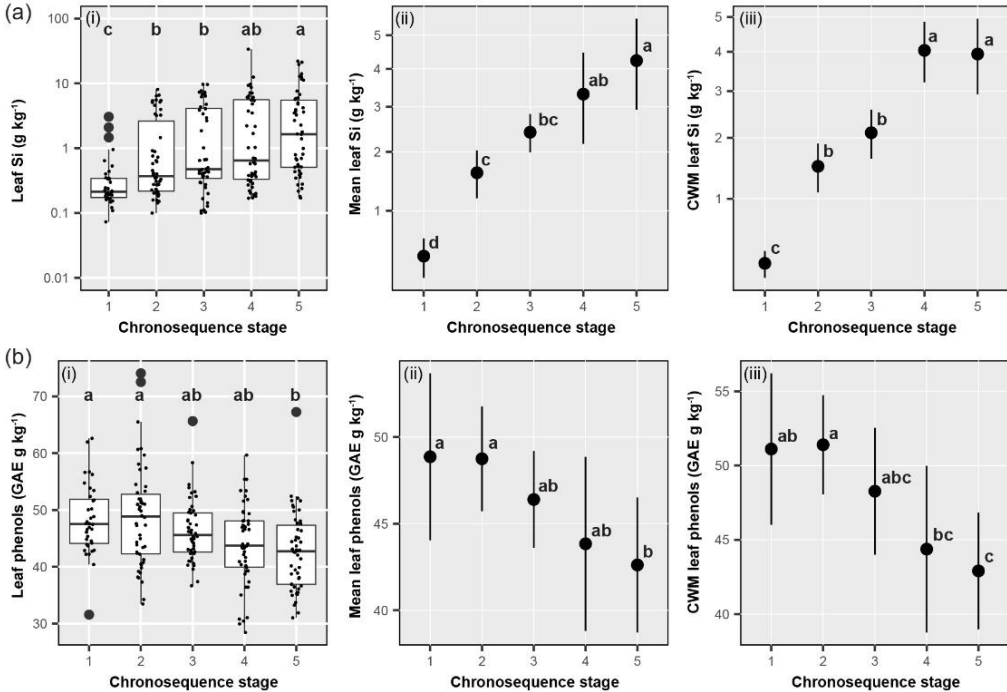 (a)
(i)
c b b ab a
100
10
1
0.1
0.01
Leaf Si (g kg⁻¹)
1 2 3 4 5
Chronosequence stage
(ii)
5
4
3
2
1
Mean leaf Si (g kg⁻¹)
d
c
bc
ab
a
1 2 3 4 5
Chronosequence stage
(iii)
5
4
3
2
1
CWM leaf Si (g kg⁻¹)
c
b
b
a
a
1 2 3 4 5
Chronosequence stage
(b)
(i)
a a ab ab b
70
60
50
40
30
Leaf phenols (GAE g kg⁻¹)
1 2 3 4 5
Chronosequence stage
(ii)
50
45
40
Mean leaf phenols (GAE g kg⁻¹)
a
a
ab
ab
b
1 2 3 4 5
Chronosequence stage
(iii)
55
50
45
40
CWM leaf phenols (GAE g kg⁻¹)
ab
a
abc
bc
c
1 2 3 4 5
Chronosequence stage